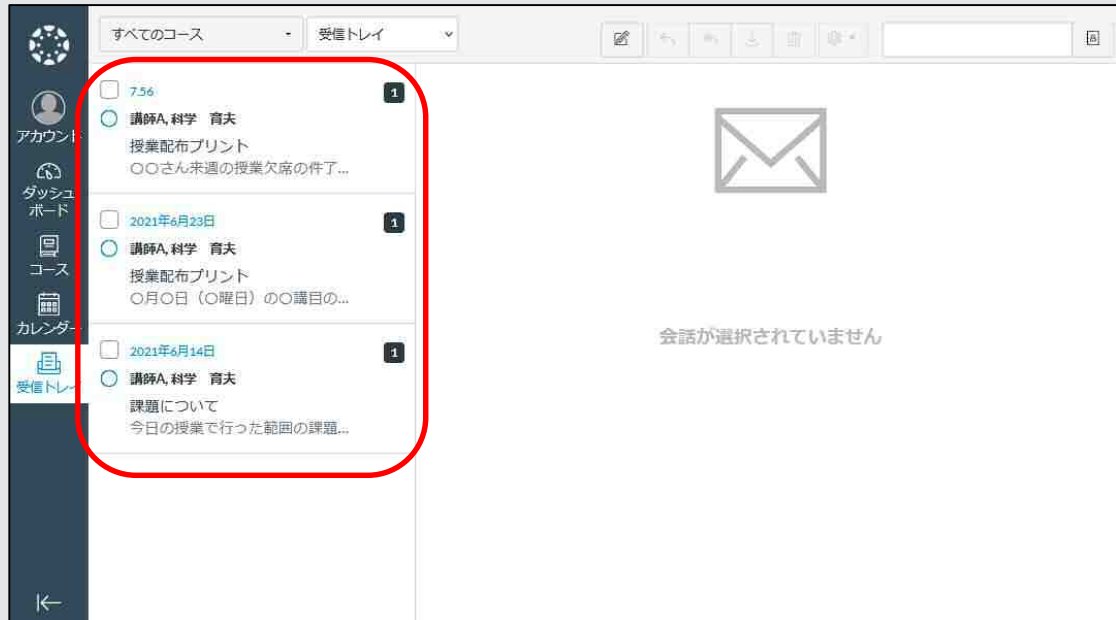 すべてのコース
受信トレイ
アカウント
ダッシュ
ボード
コース
カレンダー
受信トレイ
7.56
1
講師A, 科学　育夫
授業配布プリント
○○さん来週の授業欠席の件了...
2021年6月23日
1
講師A, 科学　育夫
授業配布プリント
○月○日（○曜日）の○講目の...
2021年6月14日
1
講師A, 科学　育夫
課題について
今日の授業で行った範囲の課題...
会話が選択されていません